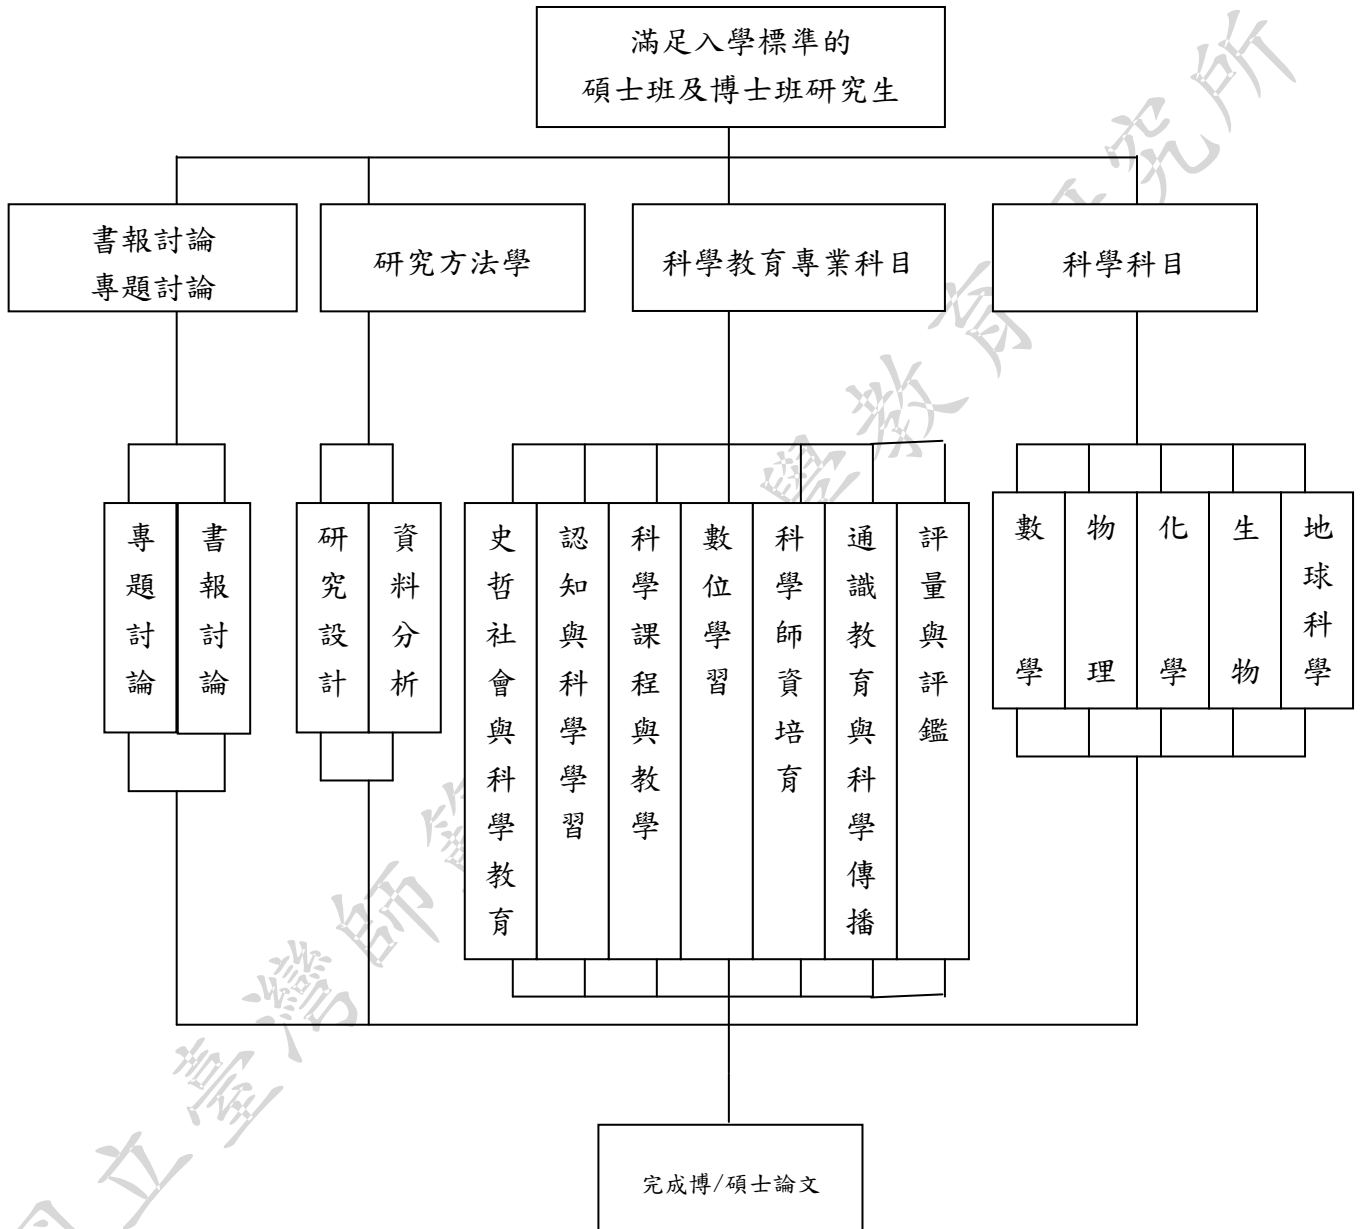 滿足入學標準的
碩士班及博士班研究生
書報討論
專題討論
研究方法學
科學教育專業科目
科學科目
專題討論
書報討論
研究設計
資料分析
史哲社會與科學教育
認知與科學學習
科學課程與教學
數位學習
科學師資培育
通識教育與科學傳播
評量與評鑑
數學
物理
化學
生物
地球科學
完成博/碩士論文